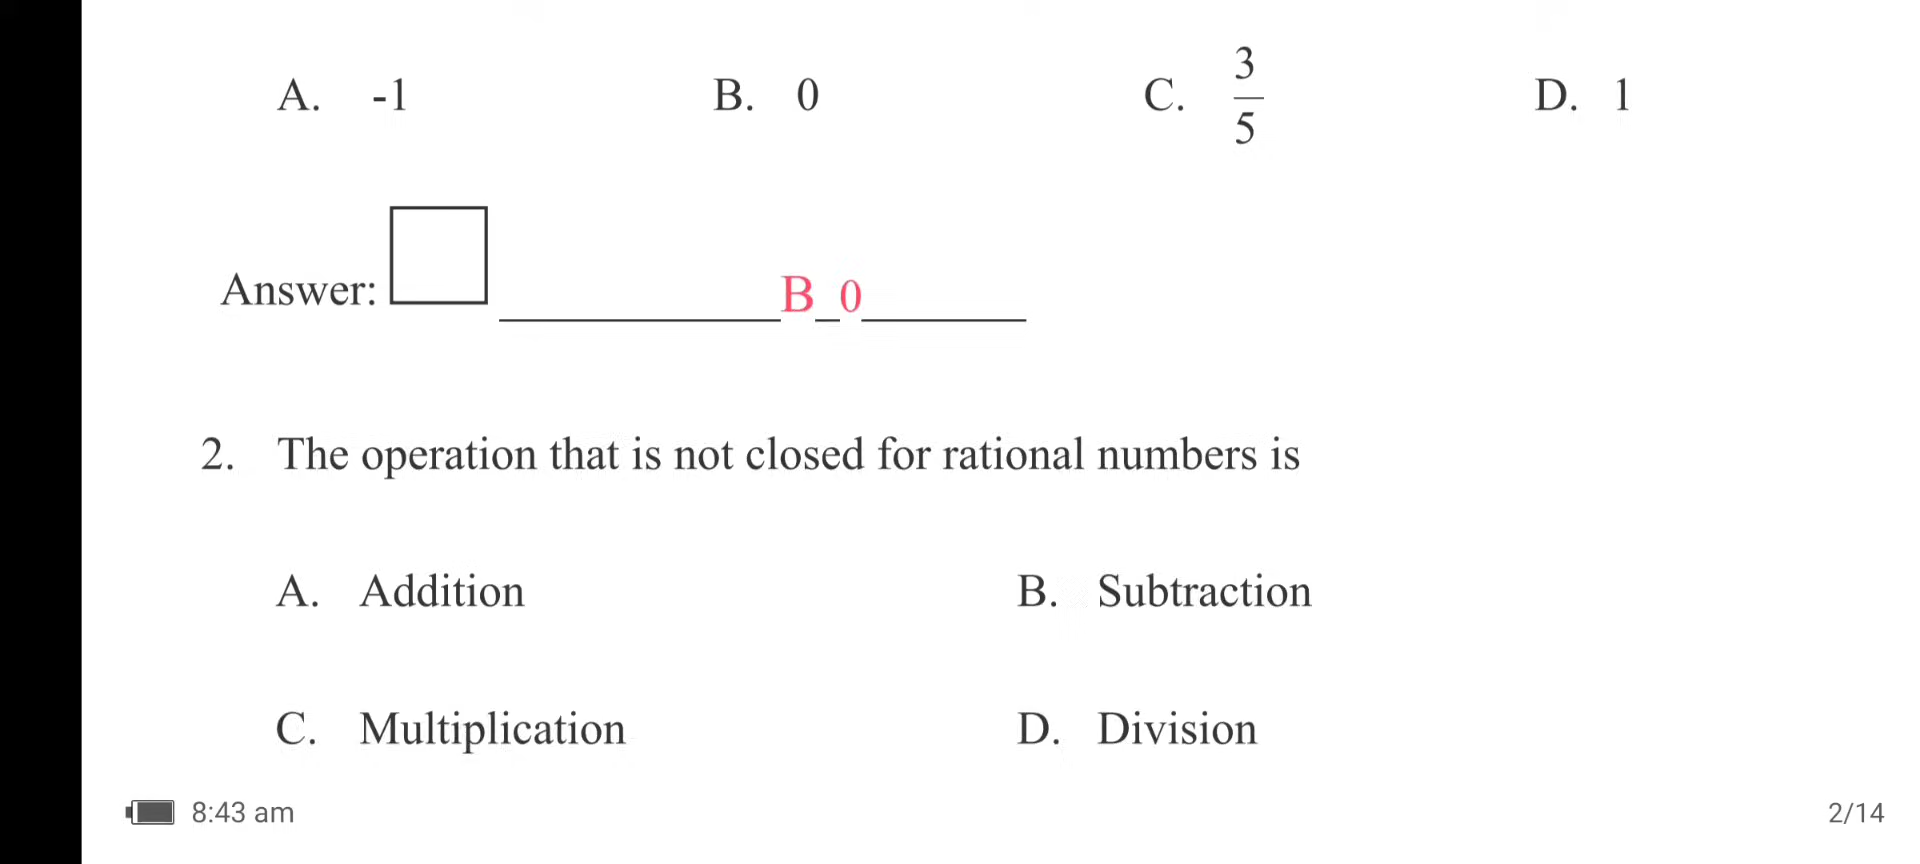 A. -1 B. 0 C. 3/5 D. 1
Answer: ____________B_0_______
2. The operation that is not closed for rational numbers is
A. Addition B. Subtraction
C. Multiplication D. Division
8:43 am 2/14